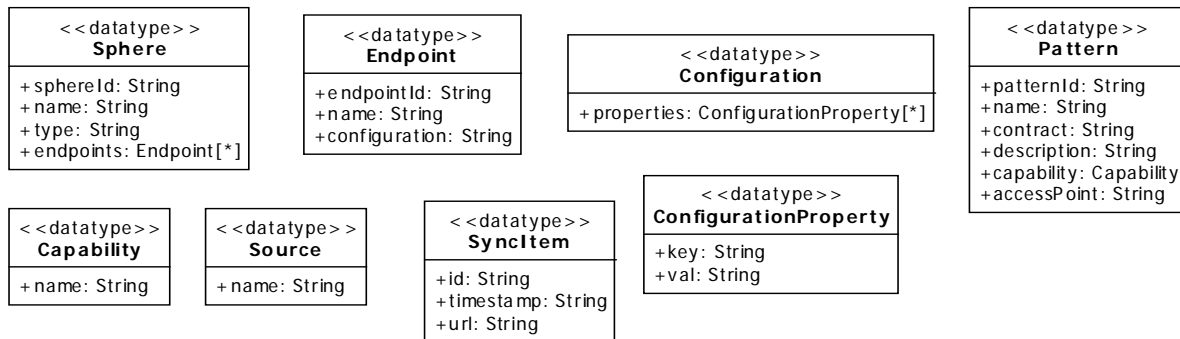 <<datatype>>
Sphere
+sphereId: String
+name: String
+type: String
+endpoints: Endpoint[*]
<<datatype>>
Endpoint
+endpointId: String
+name: String
+configuration: String
<<datatype>>
Configuration
+properties: ConfigurationProperty[*]
<<datatype>>
Pattern
+patternId: String
+name: String
+contract: String
+description: String
+capability: Capability
+accessPoint: String
<<datatype>>
Capability
+name: String
<<datatype>>
Source
+name: String
<<datatype>>
SyncItem
+id: String
+timestamp: String
+url: String
<<datatype>>
ConfigurationProperty
+key: String
+val: String